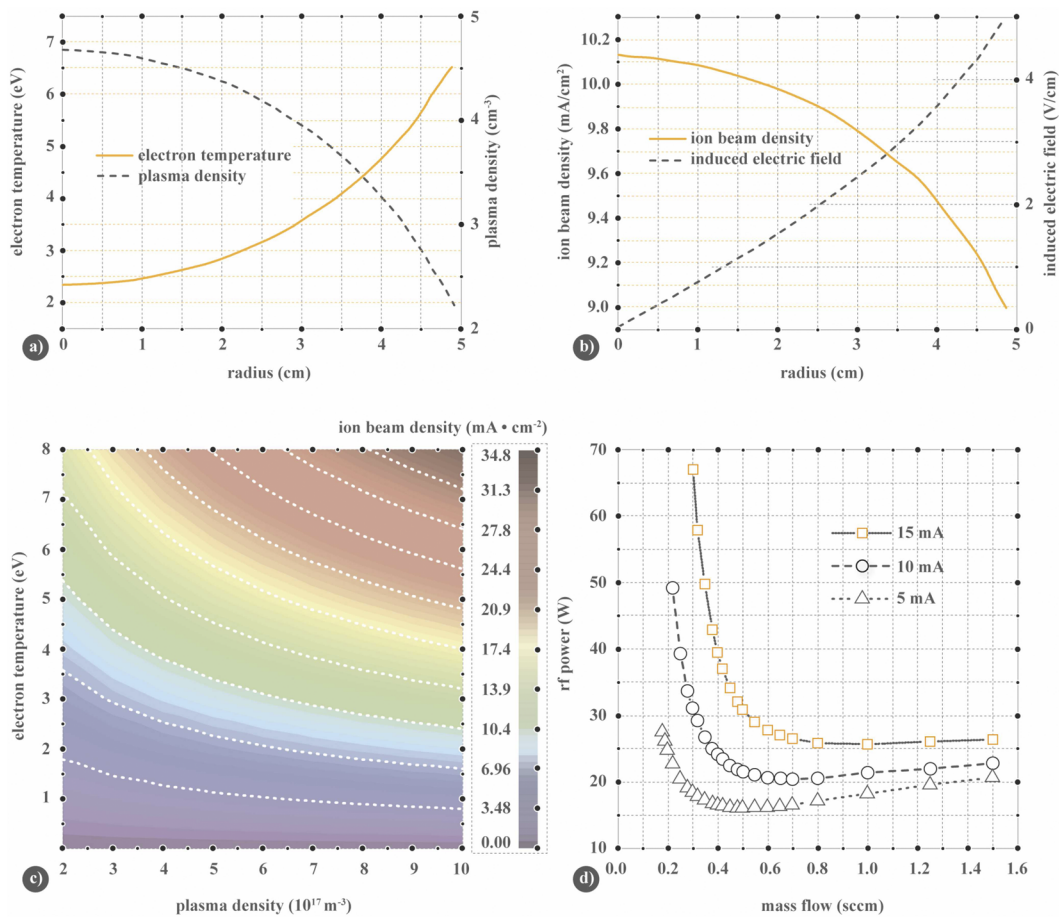 5
7
6
5
4
3
2
electron temperature (eV)
electron temperature
plasma density
4
3
2
plasma density (cm⁻³)
a)
0 1 2 3 4 5
radius (cm)
10.2
10.0
9.8
9.6
9.4
9.2
9.0
ion beam density (mA/cm²)
ion beam density
induced electric field
4
2
0
induced electric field (V/cm)
b)
0 1 2 3 4 5
radius (cm)
ion beam density (mA • cm⁻²)
8
7
6
5
4
3
2
1
electron temperature (eV)
34.8
31.3
27.8
24.4
20.9
17.4
13.9
10.4
6.96
3.48
0.00
c)
2 3 4 5 6 7 8 9 10
plasma density (10¹⁷ m⁻³)
70
60
50
40
30
20
10
rf power (W)
15 mA
10 mA
5 mA
d)
0.0 0.2 0.4 0.6 0.8 1.0 1.2 1.4 1.6
mass flow (sccm)